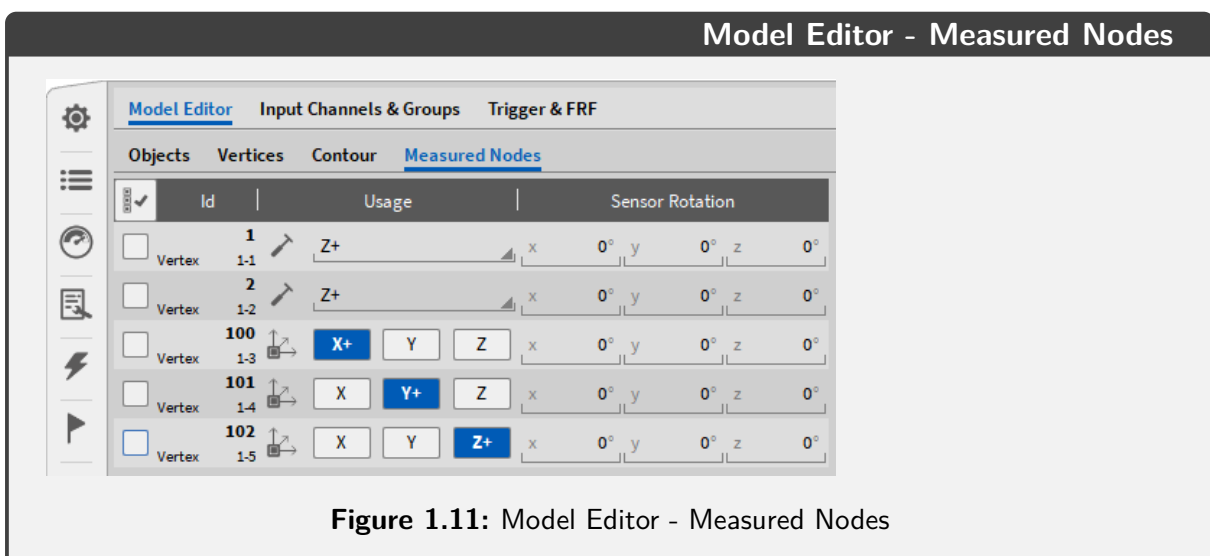 Model Editor - Measured Nodes
Model Editor Input Channels & Groups Trigger & FRF
Objects Vertices Contour Measured Nodes
Id Usage Sensor Rotation
1 Z+ x 0° y 0° z 0°
Vertex 1-1
2 Z+ x 0° y 0° z 0°
Vertex 1-2
100 X+ Y Z x 0° y 0° z 0°
Vertex 1-3
101 X Y+ Z x 0° y 0° z 0°
Vertex 1-4
102 X Y Z+ x 0° y 0° z 0°
Vertex 1-5
Figure 1.11: Model Editor - Measured Nodes